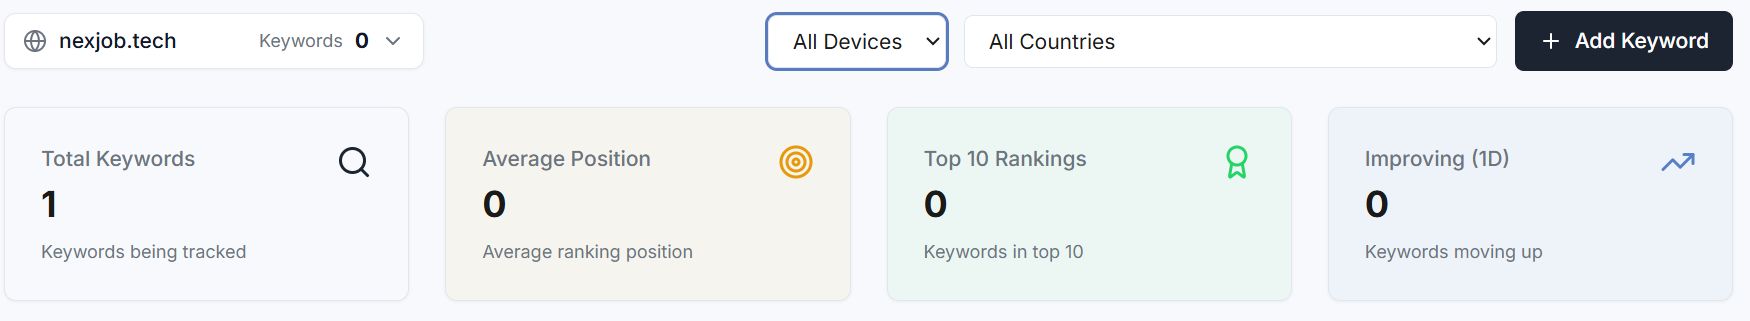 nexjob.tech Keywords 0 All Devices All Countries + Add Keyword
Total Keywords
1
Keywords being tracked
Average Position
0
Average ranking position
Top 10 Rankings
0
Keywords in top 10
Improving (1D)
0
Keywords moving up